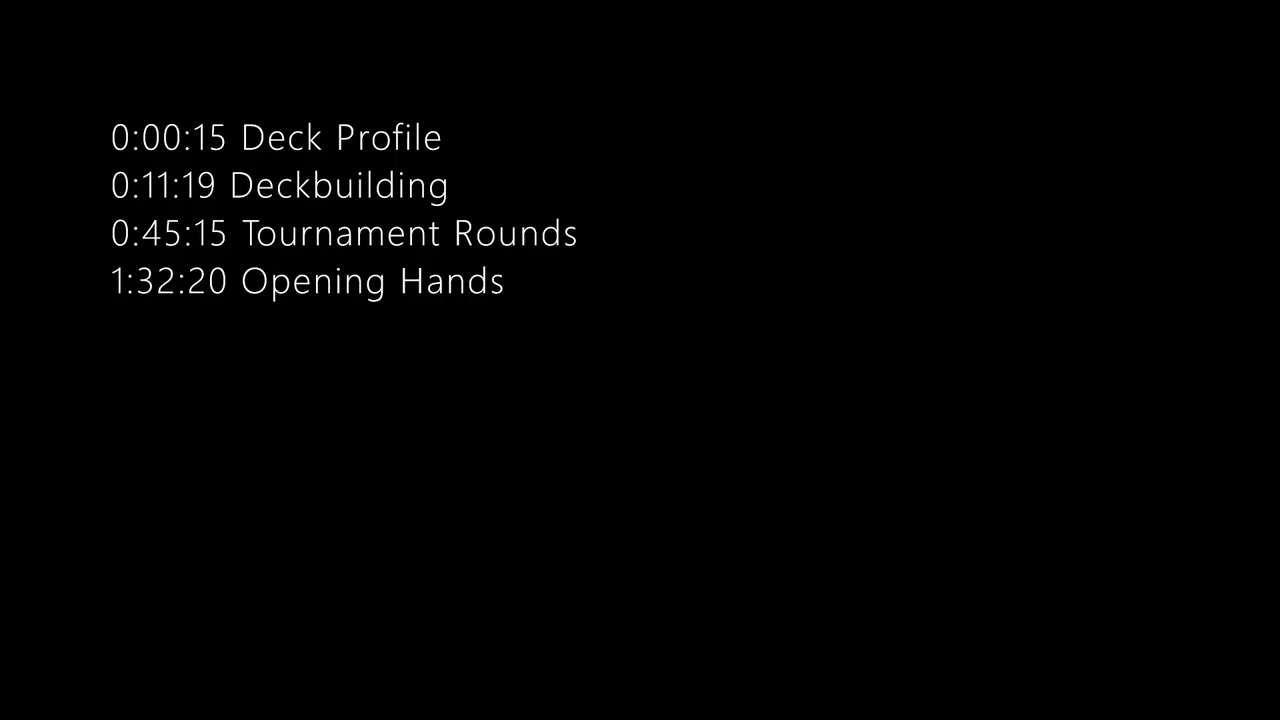 0:00:15 Deck Profile
0:11:19 Deckbuilding
0:45:15 Tournament Rounds
1:32:20 Opening Hands